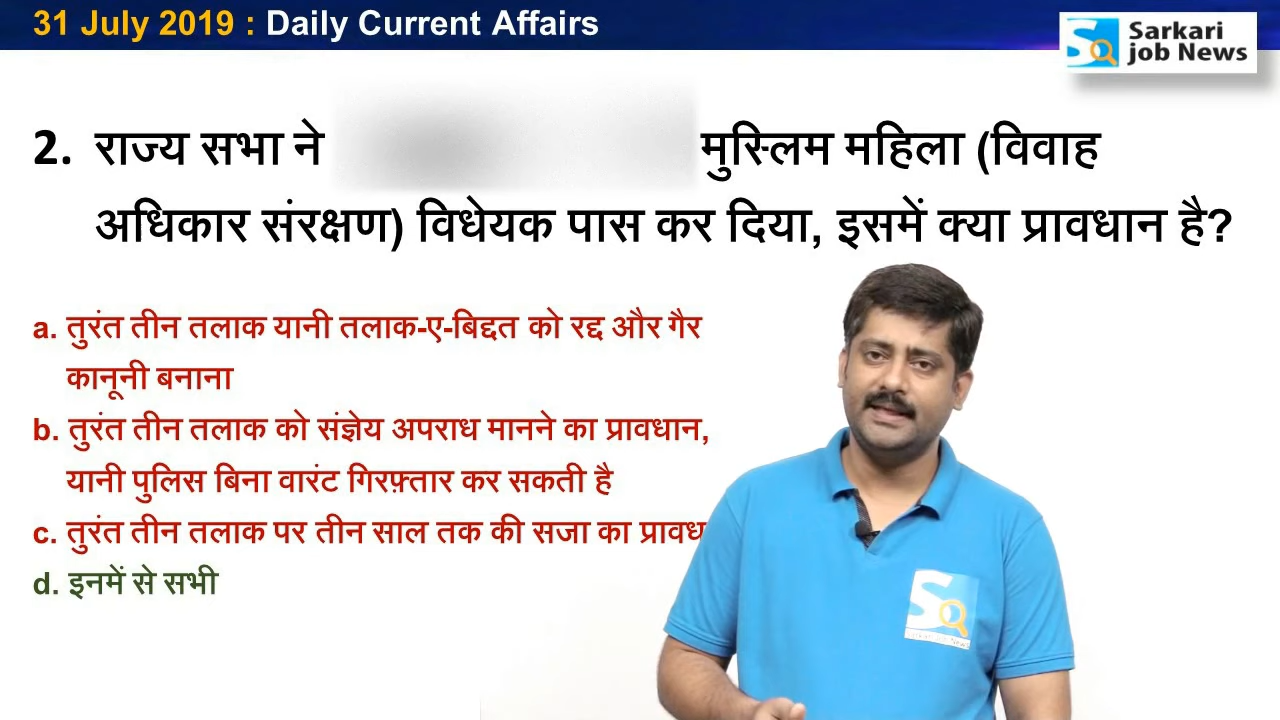 31 July 2019 : Daily Current Affairs
Sarkari
job News
2. राज्य सभा ने मुस्लिम महिला (विवाह
अधिकार संरक्षण) विधेयक पास कर दिया, इसमें क्या प्रावधान है?
a. तुरंत तीन तलाक यानी तलाक-ए-बिद्दत को रद्द और गैर
कानूनी बनाना
b. तुरंत तीन तलाक को संज्ञेय अपराध मानने का प्रावधान,
यानी पुलिस बिना वारंट गिरफ़्तार कर सकती है
c. तुरंत तीन तलाक पर तीन साल तक की सजा का प्रावध
d. इनमें से सभी